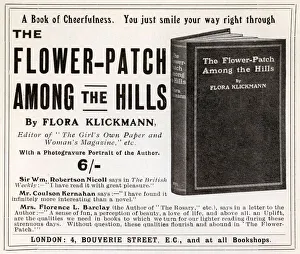 A Book of Cheerfulness. You just smile your way right through
THE
FLOWER-PATCH
AMONG THE HILLS
By FLORA KLICKMANN
Editor of "The Girl's Own Paper and
Woman's Magazine," etc.
With a Photogravure Portrait of the Author.
6/-
The Flower-Patch
Among the Hills
BY
FLORA KLICKMANN
Sir Wm. Robertson Nicoll says in The British
Weekly:—"I have read it with great pleasure."
Mr. Coulson Kernahan says:—"I have found it
infinitely more interesting than a novel."
Mrs. Florence L. Barclay (the Author of "The Rosary," etc.), says in a letter to the
Author:—"A sense of fun, a perception of beauty, a love of life, and above all, an Uplift,
are the qualities we need in books to which we turn for our hour of reading during these
strenuous days. Without question, these qualities flourish and abound in 'The Flower-
Patch.'"
LONDON: 4, BOUVERIE STREET, E.C., and at all Bookshops.